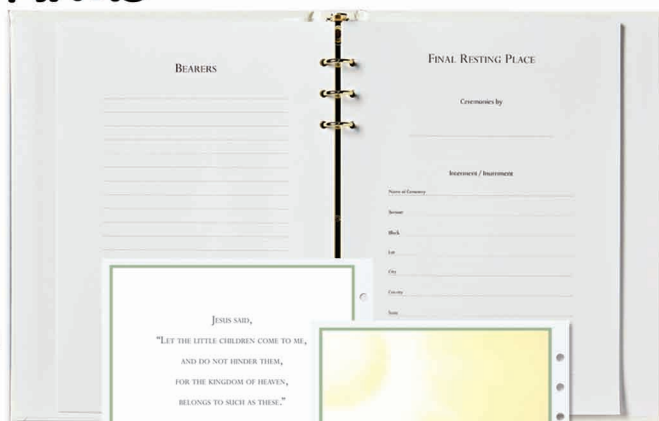 BEARERS
FINAL RESTING PLACE
Ceremonies by
Interment / Inurnment
Name of Cemetery
Section
Block
Lot
City
County
State
JESUS SAID,
"LET THE LITTLE CHILDREN COME TO ME,
AND DO NOT HINDER THEM,
FOR THE KINGDOM OF HEAVEN,
BELONGS TO SUCH AS THESE."